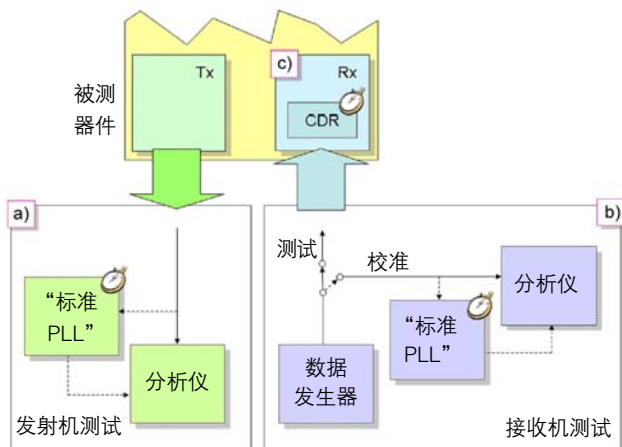 Tx
c)
Rx
CDR
被测
器件
a)
“标准
PLL”
分析仪
发射机测试
b)
测试
校准
分析仪
“标准
PLL”
数据
发生器
接收机测试